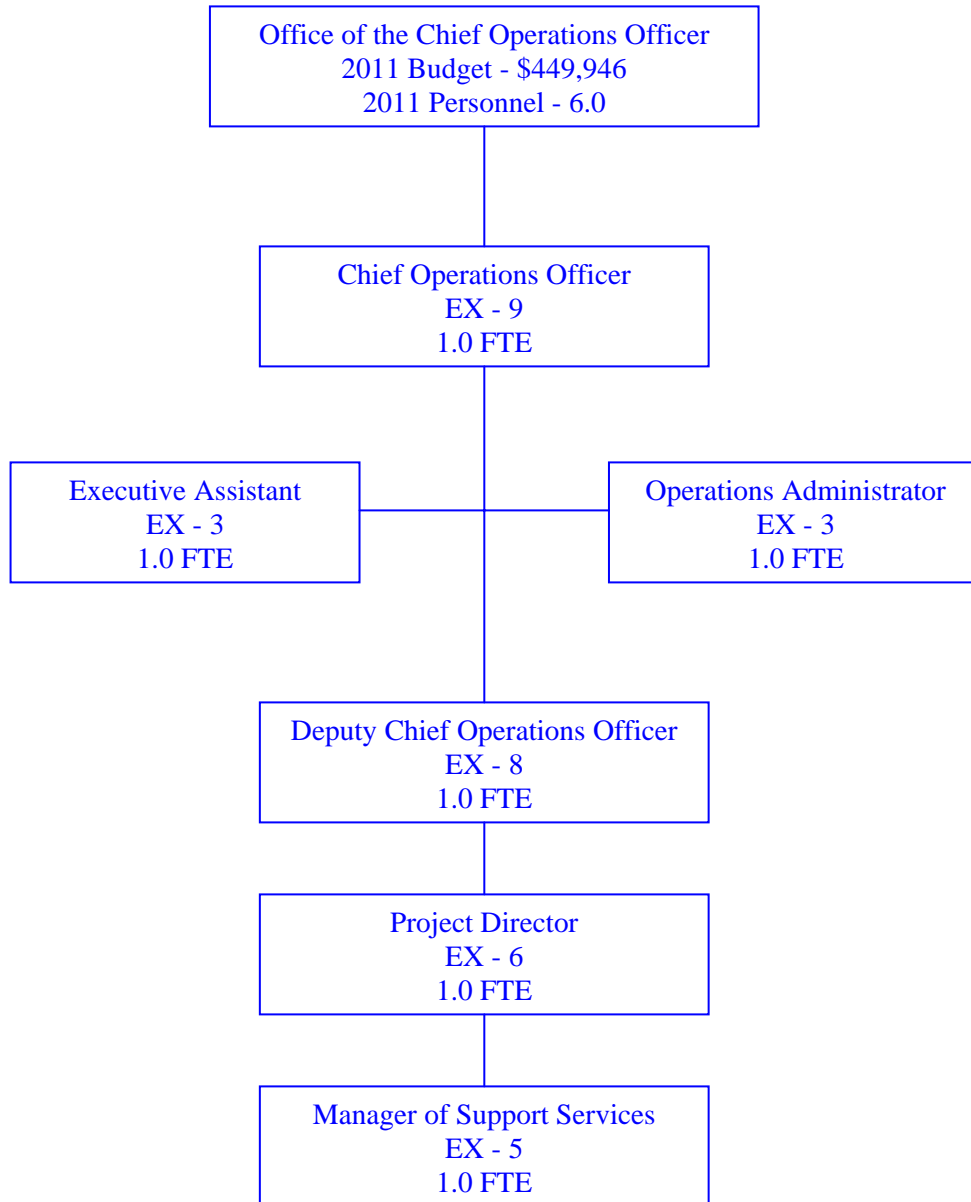 Office of the Chief Operations Officer
2011 Budget - $449,946
2011 Personnel - 6.0
Chief Operations Officer
EX - 9
1.0 FTE
Executive Assistant
EX - 3
1.0 FTE
Operations Administrator
EX - 3
1.0 FTE
Deputy Chief Operations Officer
EX - 8
1.0 FTE
Project Director
EX - 6
1.0 FTE
Manager of Support Services
EX - 5
1.0 FTE